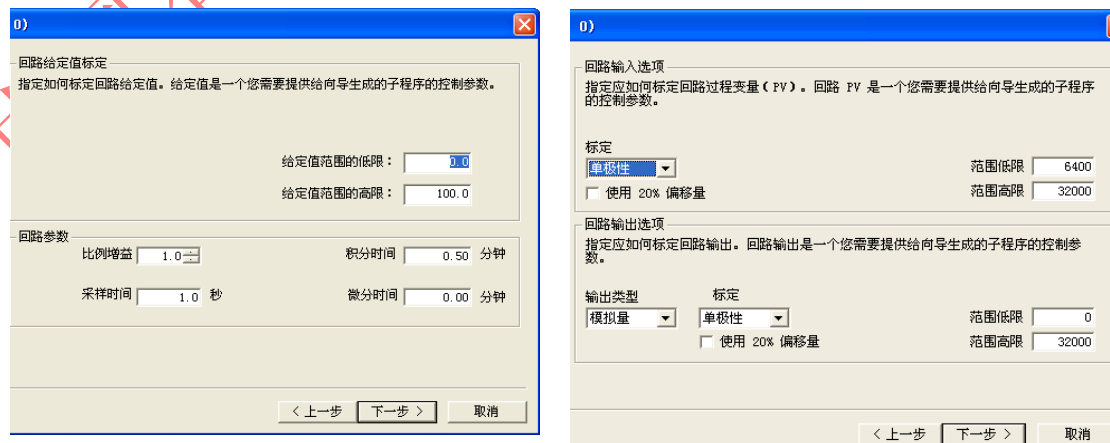 0)
回路给定值标定
指定如何标定回路给定值。给定值是一个您需要提供给向导生成的子程序的控制参数。
给定值范围的低限： 0.0
给定值范围的高限： 100.0
回路参数
比例增益 1.0 积分时间 0.50 分钟
采样时间 1.0 秒 微分时间 0.00 分钟
< 上一步 下一步 > 取消
0)
回路输入选项
指定应如何标定回路过程变量(PV)。回路 PV 是一个您需要提供给向导生成的子程序
的控制参数。
标定
单极性 范围低限 6400
使用 20% 偏移量 范围高限 32000
回路输出选项
指定应如何标定回路输出。回路输出是一个您需要提供给向导生成的子程序的控制参
数。
输出类型 标定
模拟量 单极性 范围低限 0
使用 20% 偏移量 范围高限 32000
< 上一步 下一步 > 取消